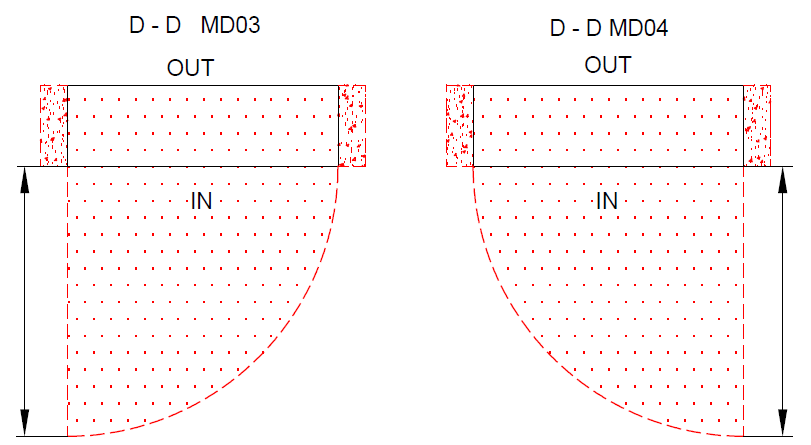 D - D MD03
OUT
IN
D - D MD04
OUT
IN